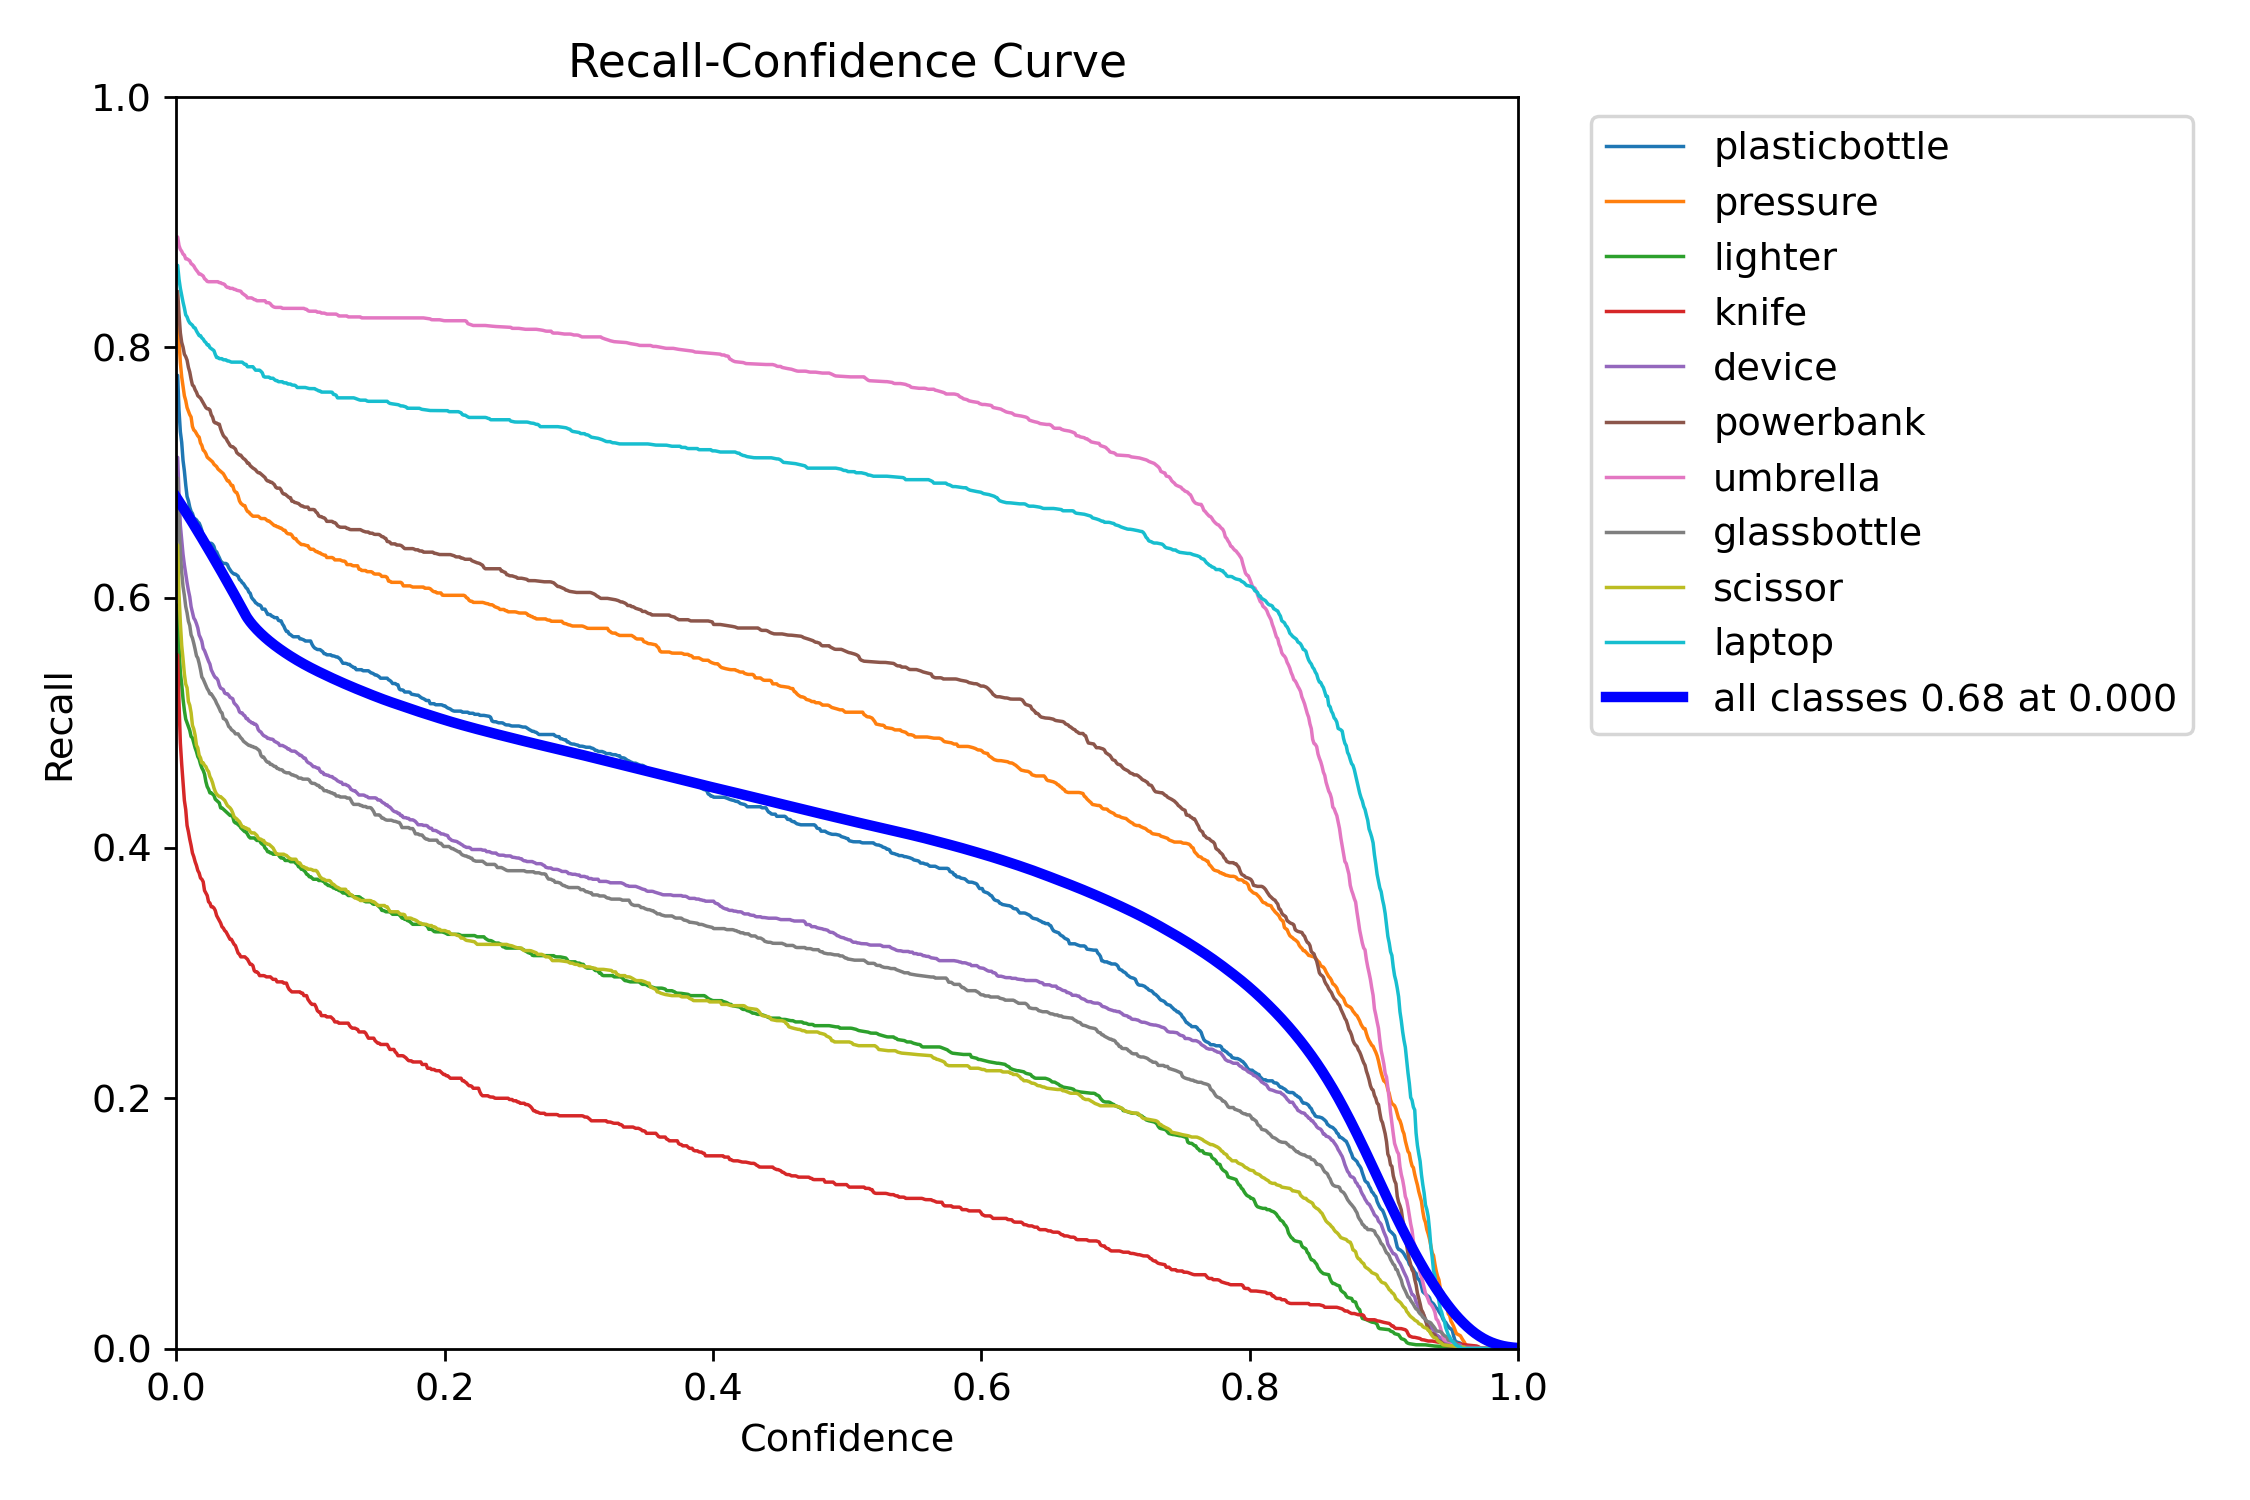 Recall-Confidence Curve
1.0
0.8
0.6
0.4
0.2
0.0
Recall
0.0 0.2 0.4 0.6 0.8 1.0
Confidence
plasticbottle
pressure
lighter
knife
device
powerbank
umbrella
glassbottle
scissor
laptop
all classes 0.68 at 0.000